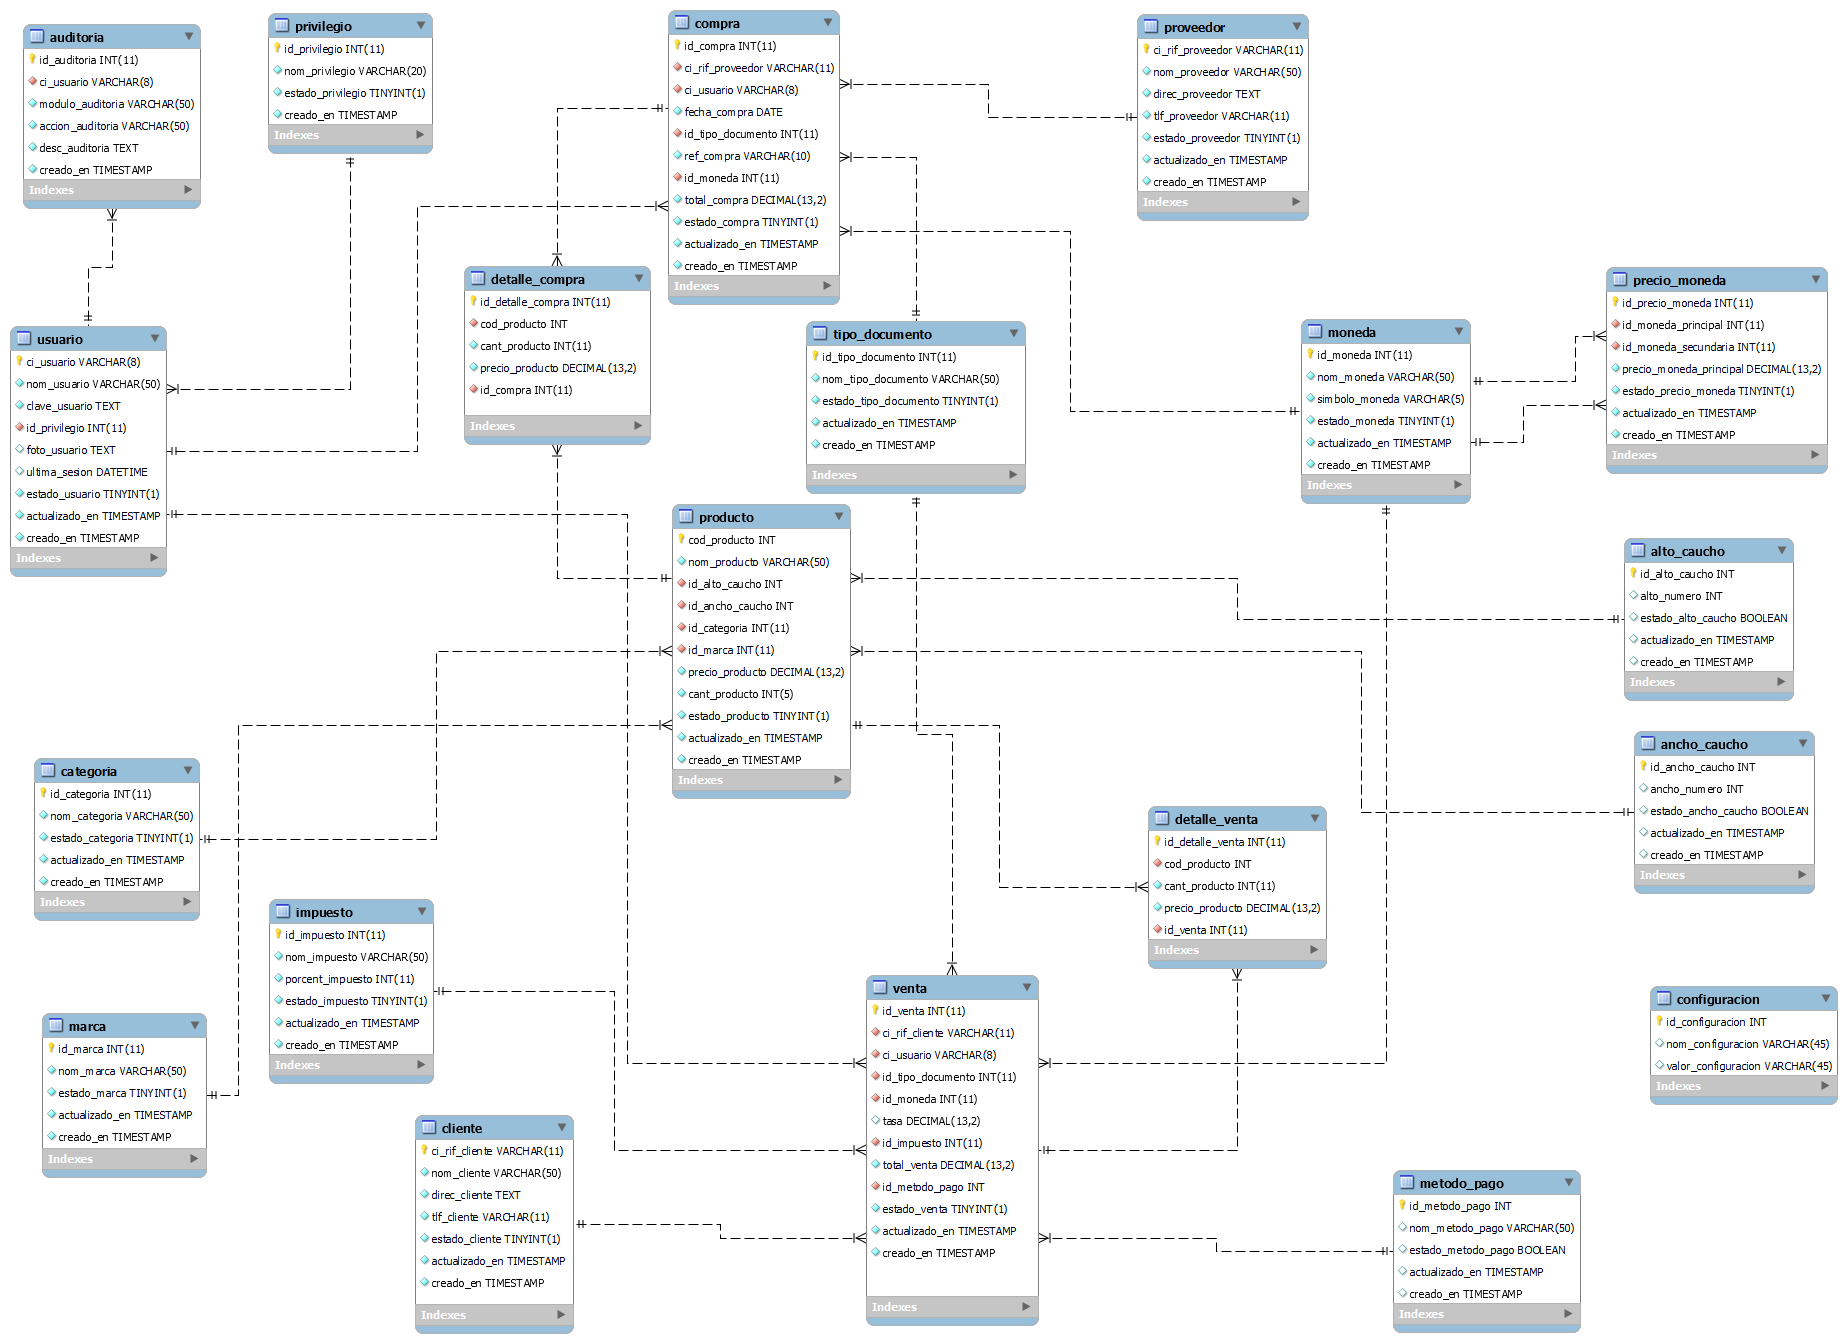 auditoria
id_auditoria INT(11)
ci_usuario VARCHAR(8)
modulo_auditoria VARCHAR(50)
accion_auditoria VARCHAR(50)
desc_auditoria TEXT
creado_en TIMESTAMP
Indexes
privilegio
id_privilegio INT(11)
nom_privilegio VARCHAR(20)
estado_privilegio TINYINT(1)
creado_en TIMESTAMP
Indexes
compra
id_compra INT(11)
ci_rif_proveedor VARCHAR(11)
ci_usuario VARCHAR(8)
fecha_compra DATE
id_tipo_documento INT(11)
ref_compra VARCHAR(10)
id_moneda INT(11)
total_compra DECIMAL(13,2)
estado_compra TINYINT(1)
actualizado_en TIMESTAMP
creado_en TIMESTAMP
Indexes
proveedor
ci_rif_proveedor VARCHAR(11)
nom_proveedor VARCHAR(50)
direc_proveedor TEXT
tlf_proveedor VARCHAR(11)
estado_proveedor TINYINT(1)
actualizado_en TIMESTAMP
creado_en TIMESTAMP
Indexes
usuario
ci_usuario VARCHAR(8)
nom_usuario VARCHAR(50)
clave_usuario TEXT
id_privilegio INT(11)
foto_usuario TEXT
ultima_sesion DATETIME
estado_usuario TINYINT(1)
actualizado_en TIMESTAMP
creado_en TIMESTAMP
Indexes
detalle_compra
id_detalle_compra INT(11)
cod_producto INT
cant_producto INT(11)
precio_producto DECIMAL(13,2)
id_compra INT(11)
Indexes
tipo_documento
id_tipo_documento INT(11)
nom_tipo_documento VARCHAR(50)
estado_tipo_documento TINYINT(1)
actualizado_en TIMESTAMP
creado_en TIMESTAMP
Indexes
moneda
id_moneda INT(11)
nom_moneda VARCHAR(50)
simbolo_moneda VARCHAR(5)
estado_moneda TINYINT(1)
actualizado_en TIMESTAMP
creado_en TIMESTAMP
Indexes
precio_moneda
id_precio_moneda INT(11)
id_moneda_principal INT(11)
id_moneda_secundaria INT(11)
precio_moneda_principal DECIMAL(13,2)
estado_precio_moneda TINYINT(1)
actualizado_en TIMESTAMP
creado_en TIMESTAMP
Indexes
producto
cod_producto INT
nom_producto VARCHAR(50)
id_alto_caucho INT
id_ancho_caucho INT
id_categoria INT(11)
id_marca INT(11)
precio_producto DECIMAL(13,2)
cant_producto INT(5)
estado_producto TINYINT(1)
actualizado_en TIMESTAMP
creado_en TIMESTAMP
Indexes
alto_caucho
id_alto_caucho INT
alto_numero INT
estado_alto_caucho BOOLEAN
actualizado_en TIMESTAMP
creado_en TIMESTAMP
Indexes
ancho_caucho
id_ancho_caucho INT
ancho_numero INT
estado_ancho_caucho BOOLEAN
actualizado_en TIMESTAMP
creado_en TIMESTAMP
Indexes
categoria
id_categoria INT(11)
nom_categoria VARCHAR(50)
estado_categoria TINYINT(1)
actualizado_en TIMESTAMP
creado_en TIMESTAMP
Indexes
detalle_venta
id_detalle_venta INT(11)
cod_producto INT
cant_producto INT(11)
precio_producto DECIMAL(13,2)
id_venta INT(11)
Indexes
impuesto
id_impuesto INT(11)
nom_impuesto VARCHAR(50)
porcent_impuesto INT(11)
estado_impuesto TINYINT(1)
actualizado_en TIMESTAMP
creado_en TIMESTAMP
Indexes
marca
id_marca INT(11)
nom_marca VARCHAR(50)
estado_marca TINYINT(1)
actualizado_en TIMESTAMP
creado_en TIMESTAMP
Indexes
venta
id_venta INT(11)
ci_rif_cliente VARCHAR(11)
ci_usuario VARCHAR(8)
id_tipo_documento INT(11)
id_moneda INT(11)
tasa DECIMAL(13,2)
id_impuesto INT(11)
total_venta DECIMAL(13,2)
id_metodo_pago INT
estado_venta TINYINT(1)
actualizado_en TIMESTAMP
creado_en TIMESTAMP
Indexes
configuracion
id_configuracion INT
nom_configuracion VARCHAR(45)
valor_configuracion VARCHAR(45)
Indexes
cliente
ci_rif_cliente VARCHAR(11)
nom_cliente VARCHAR(50)
direc_cliente TEXT
tlf_cliente VARCHAR(11)
estado_cliente TINYINT(1)
actualizado_en TIMESTAMP
creado_en TIMESTAMP
Indexes
metodo_pago
id_metodo_pago INT
nom_metodo_pago VARCHAR(50)
estado_metodo_pago BOOLEAN
actualizado_en TIMESTAMP
creado_en TIMESTAMP
Indexes